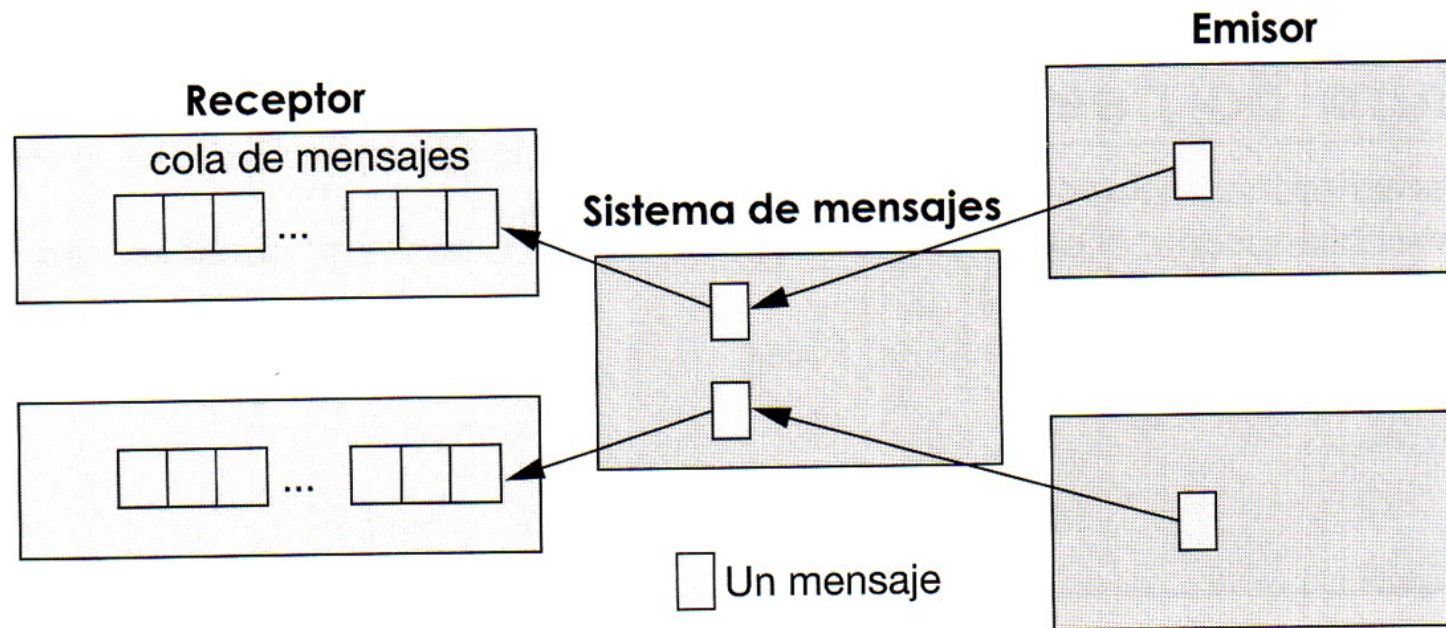 Emisor
Receptor
cola de mensajes
...
Sistema de mensajes
...
Un mensaje